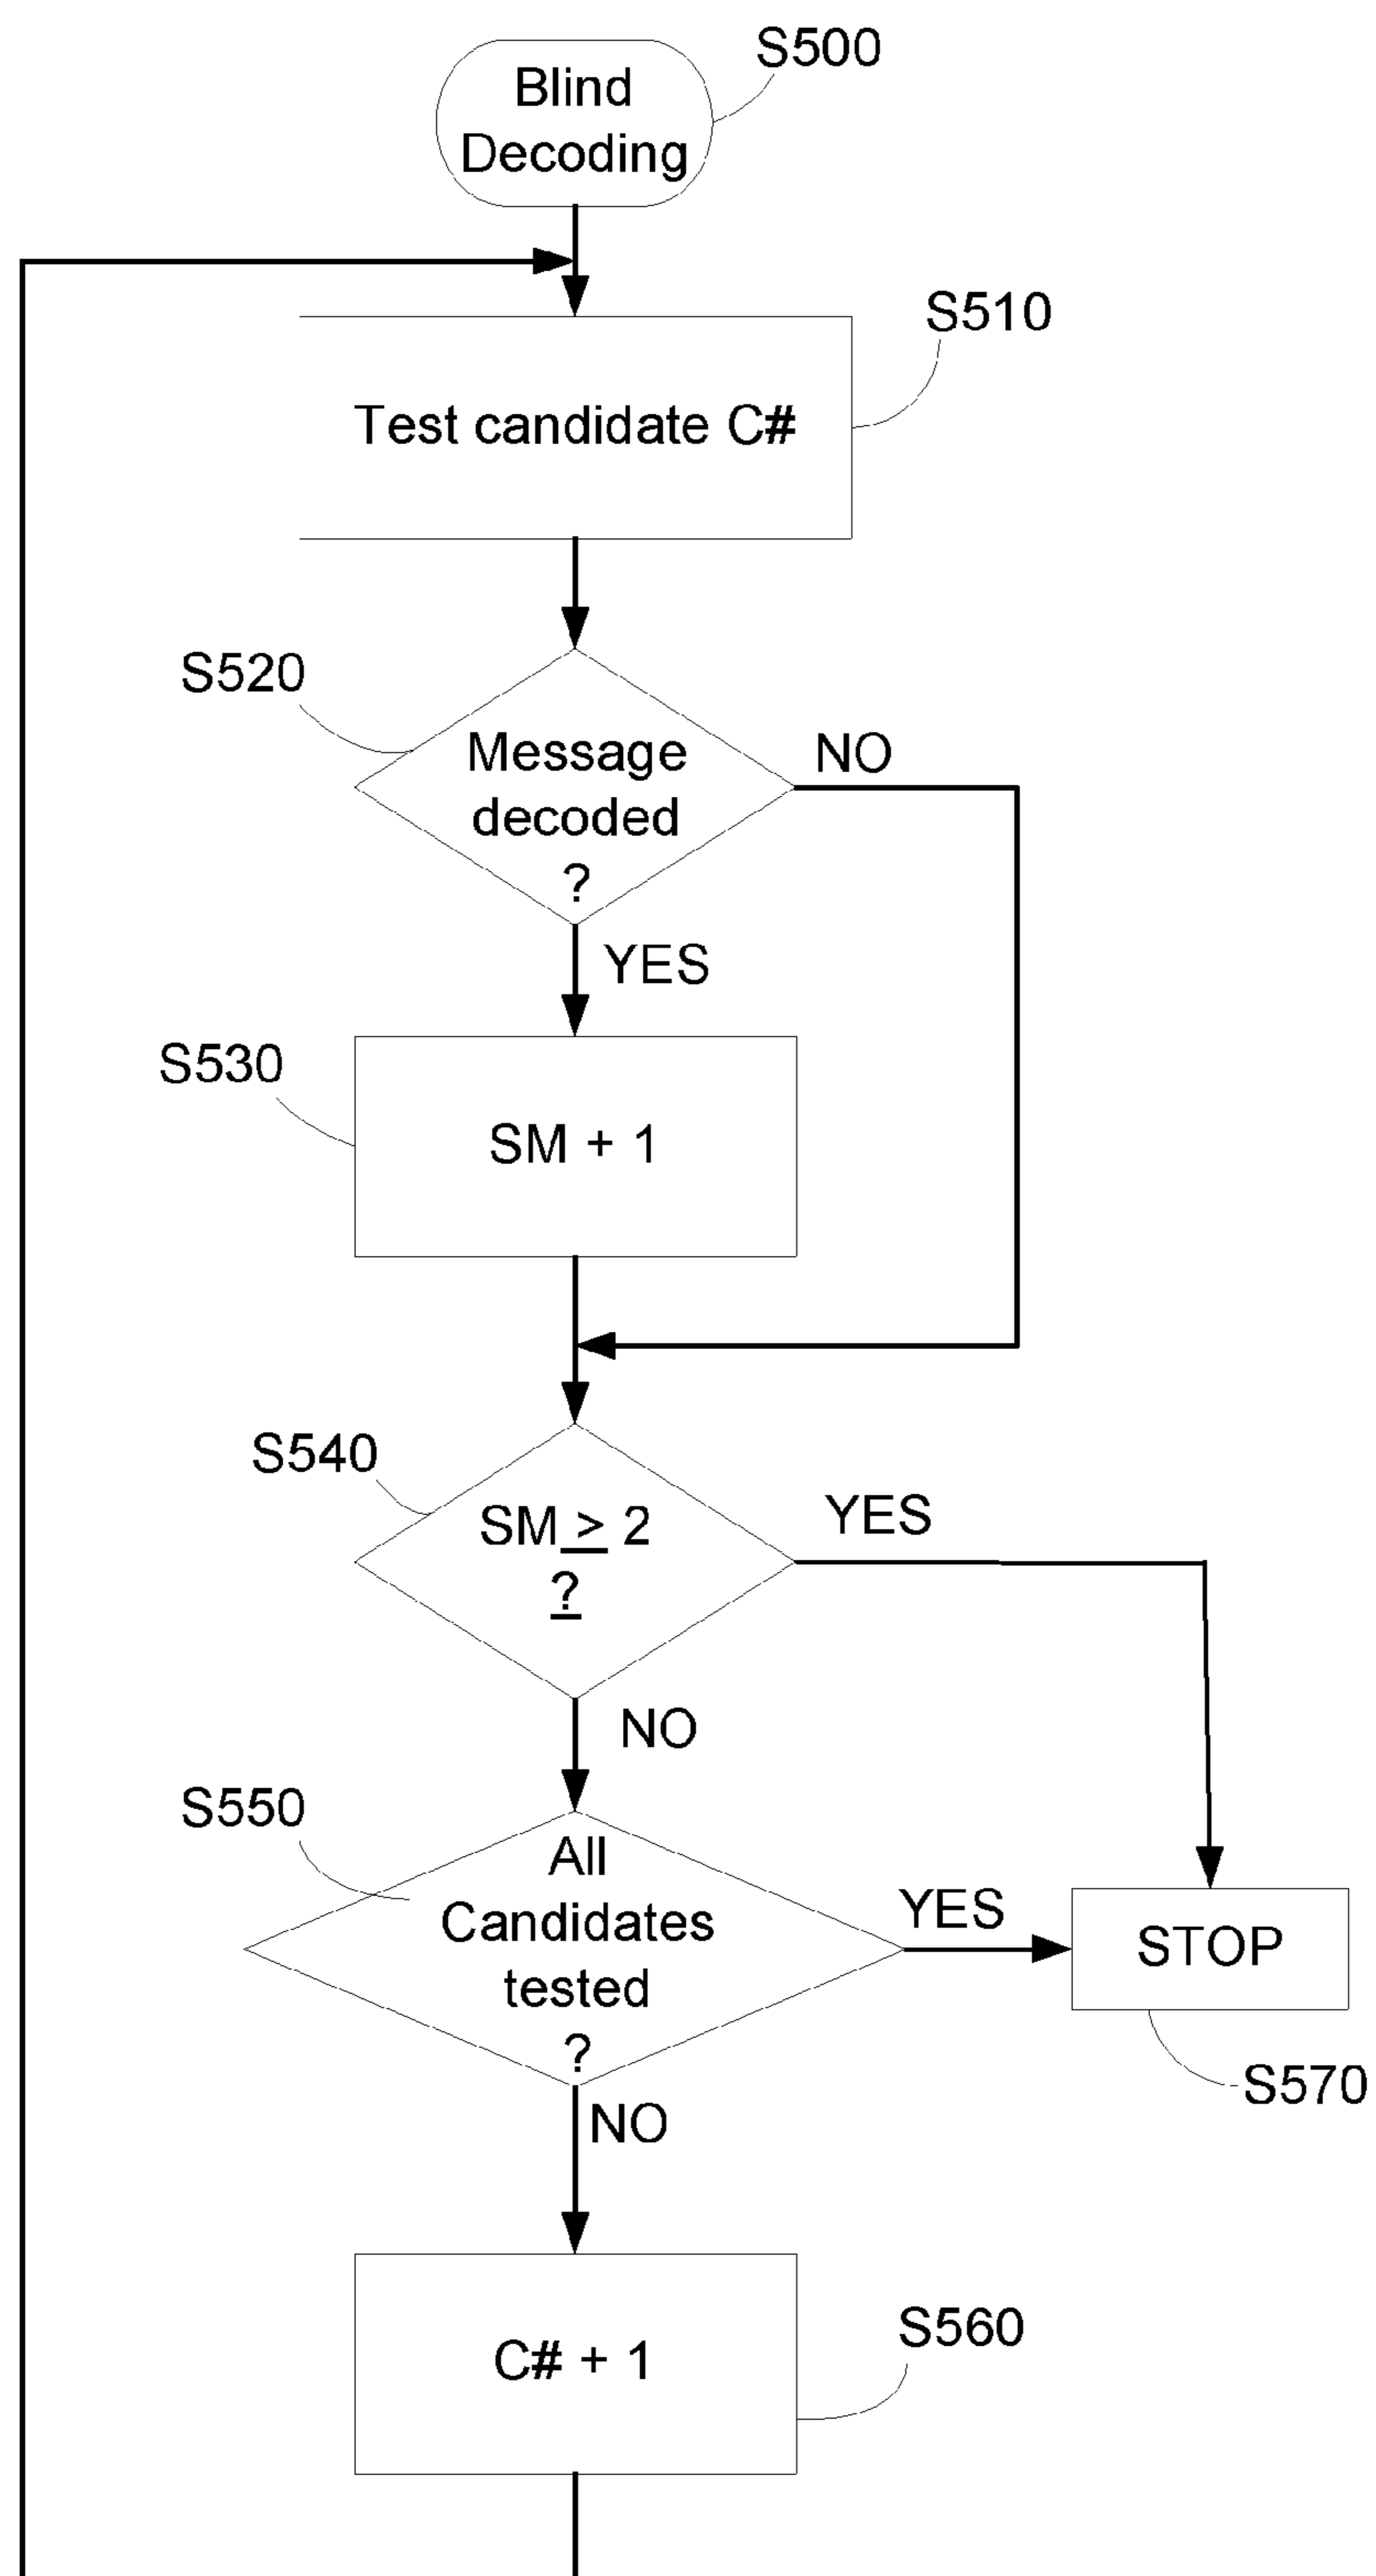 S500
Blind
Decoding
S510
Test candidate C#
S520
Message
decoded
?
NO
YES
S530
SM + 1
S540
SM ≥ 2
?
YES
NO
S550
All
Candidates
tested
?
YES
STOP
S570
NO
C# + 1
S560